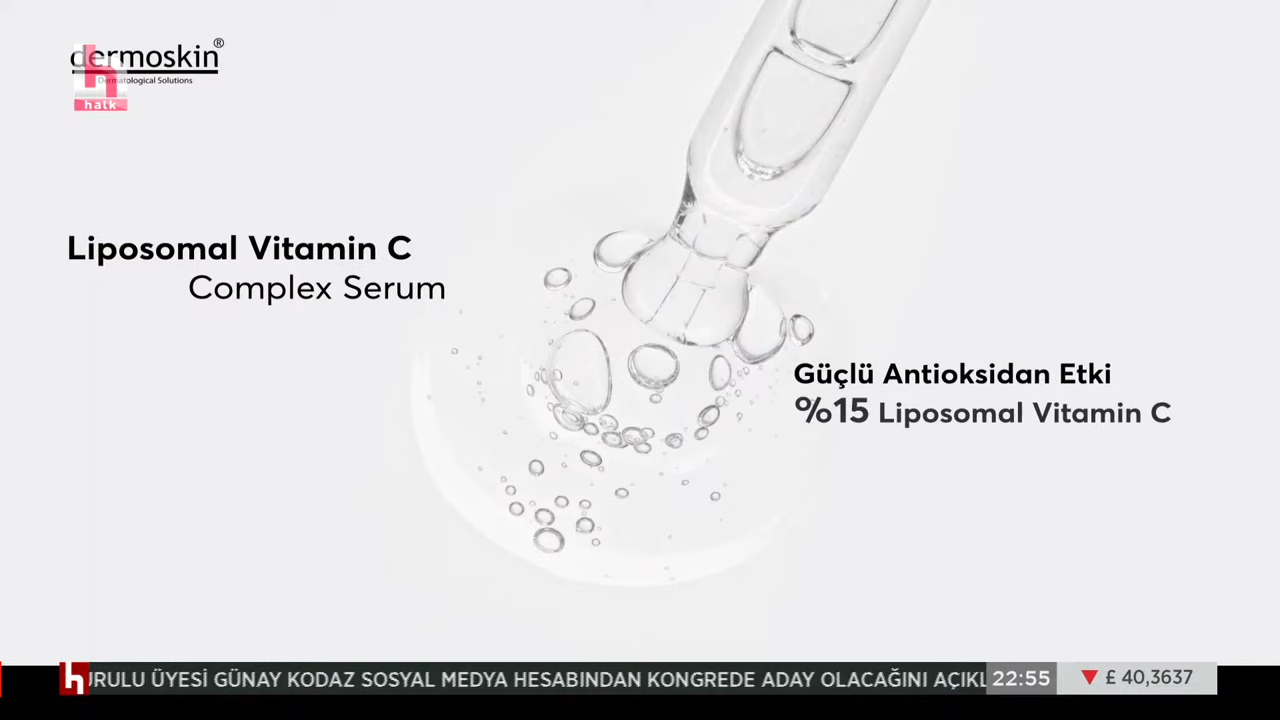 dermoskin®
Dermatological Solutions
halk
Liposomal Vitamin C
Complex Serum
Güçlü Antioksidan Etki
%15 Liposomal Vitamin C
h URULU ÜYESİ GÜNAY KODAZ SOSYAL MEDYA HESABINDAN KONGREDE ADAY OLACAĞINI AÇIKL 22:55 ▼ £ 40,3637